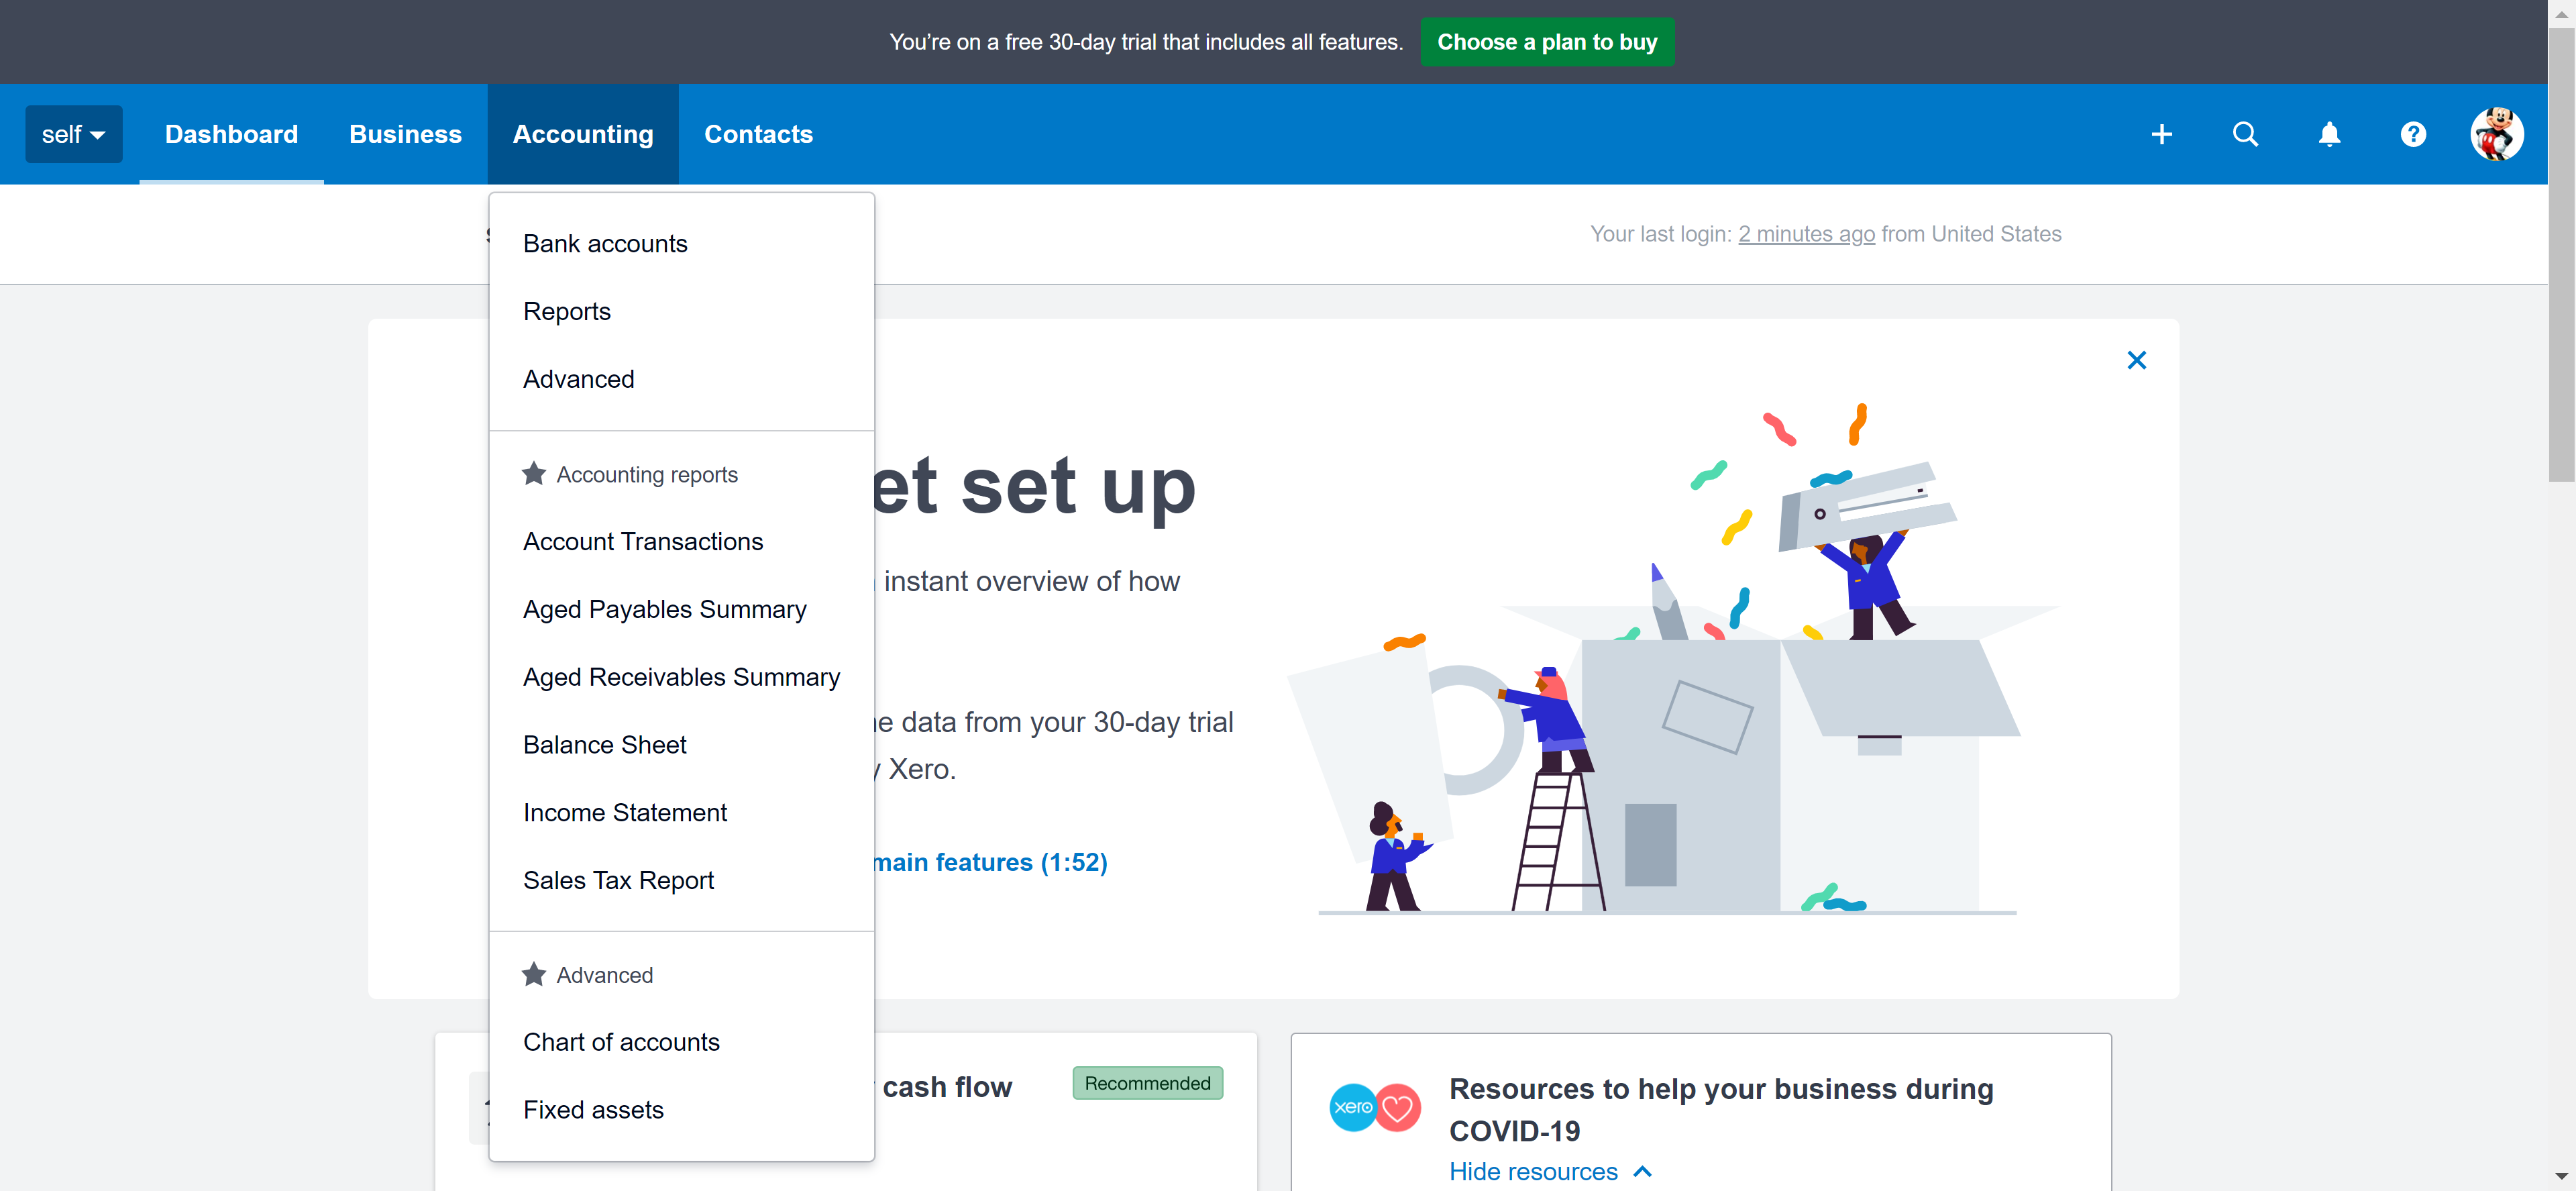 You're on a free 30-day trial that includes all features. Choose a plan to buy
self Dashboard Business Accounting Contacts
Your last login: 2 minutes ago from United States
Bank accounts
Reports
Advanced
Accounting reports
Account Transactions
Aged Payables Summary
Aged Receivables Summary
Balance Sheet
Income Statement
Sales Tax Report
Advanced
Chart of accounts
Fixed assets
et set up
instant overview of how
data from your 30-day trial
Xero.
main features (1:52)
cash flow
Recommended
xero
Resources to help your business during
COVID-19
Hide resources